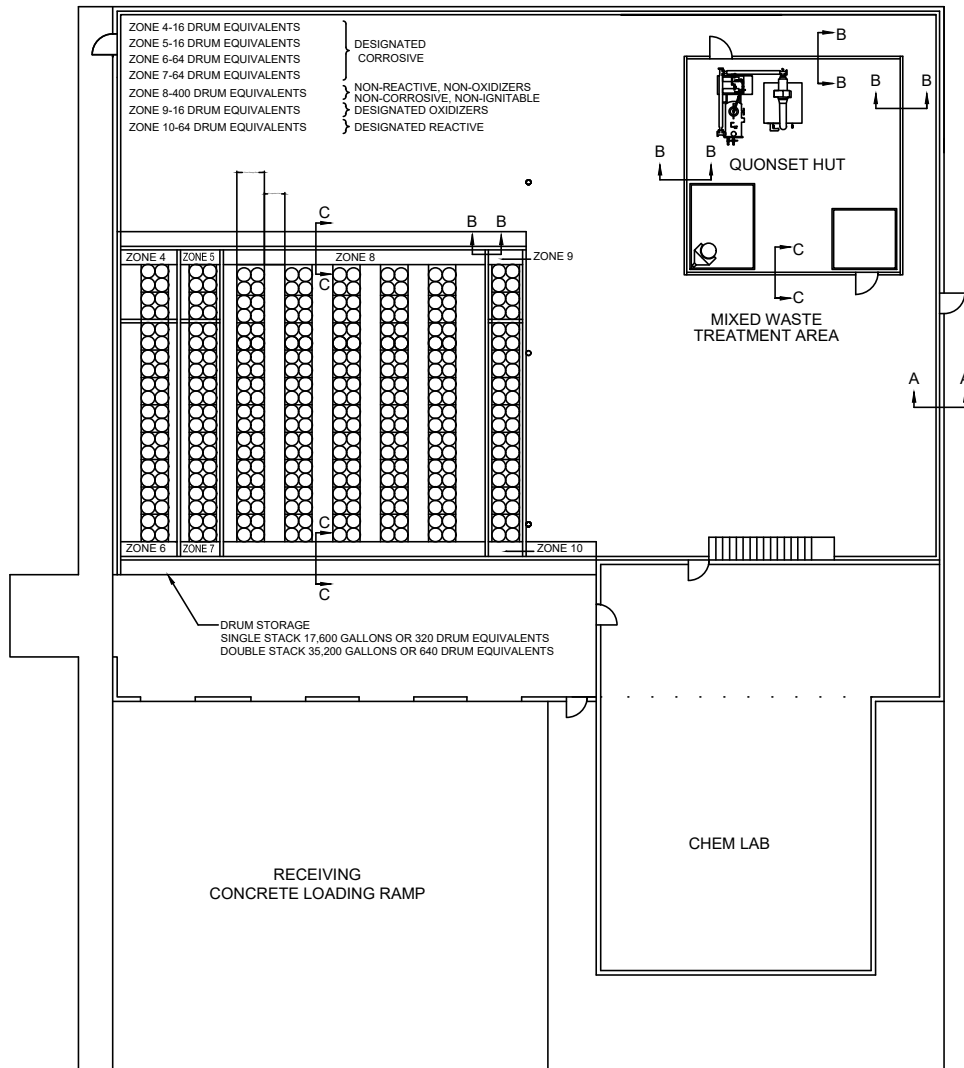 ZONE 4-16 DRUM EQUIVALENTS
ZONE 5-16 DRUM EQUIVALENTS
ZONE 6-64 DRUM EQUIVALENTS
ZONE 7-64 DRUM EQUIVALENTS
DESIGNATED
CORROSIVE
ZONE 8-400 DRUM EQUIVALENTS
NON-REACTIVE, NON-OXIDIZERS
NON-CORROSIVE, NON-IGNITABLE
ZONE 9-16 DRUM EQUIVALENTS
DESIGNATED OXIDIZERS
ZONE 10-64 DRUM EQUIVALENTS
DESIGNATED REACTIVE
B
B
B B
B B
QUONSET HUT
C
C
B B
ZONE 4
ZONE 5
ZONE 8
ZONE 9
C
C
MIXED WASTE
TREATMENT AREA
A A
C
C
ZONE 6
ZONE 7
ZONE 10
DRUM STORAGE
SINGLE STACK 17,600 GALLONS OR 320 DRUM EQUIVALENTS
DOUBLE STACK 35,200 GALLONS OR 640 DRUM EQUIVALENTS
CHEM LAB
RECEIVING
CONCRETE LOADING RAMP